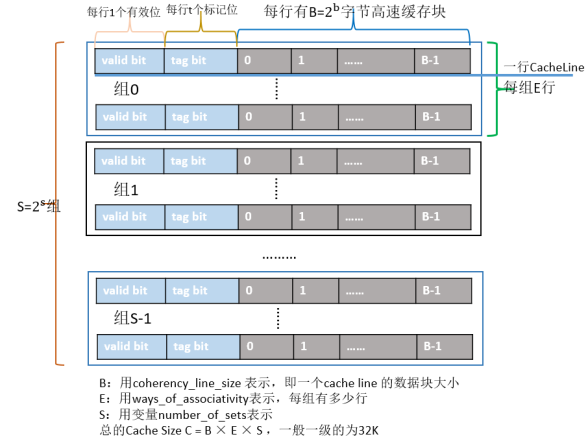 每行1个有效位 每行t个标记位 每行有B=2^b字节高速缓存块
valid bit tag bit 0 1 …… B-1
一行CacheLine
组0
每组E行
valid bit tag bit 0 1 …… B-1
valid bit tag bit 0 1 …… B-1
组1
S=2^s组
valid bit tag bit 0 1 …… B-1
………
valid bit tag bit 0 1 …… B-1
组S-1
valid bit tag bit 0 1 …… B-1
B：用coherency_line_size 表示，即一个cache line 的数据块大小
E：用ways_of_associativity表示，每组有多少行
S：用变量number_of_sets表示
总的Cache Size C = B × E × S ，一般一级的为32K